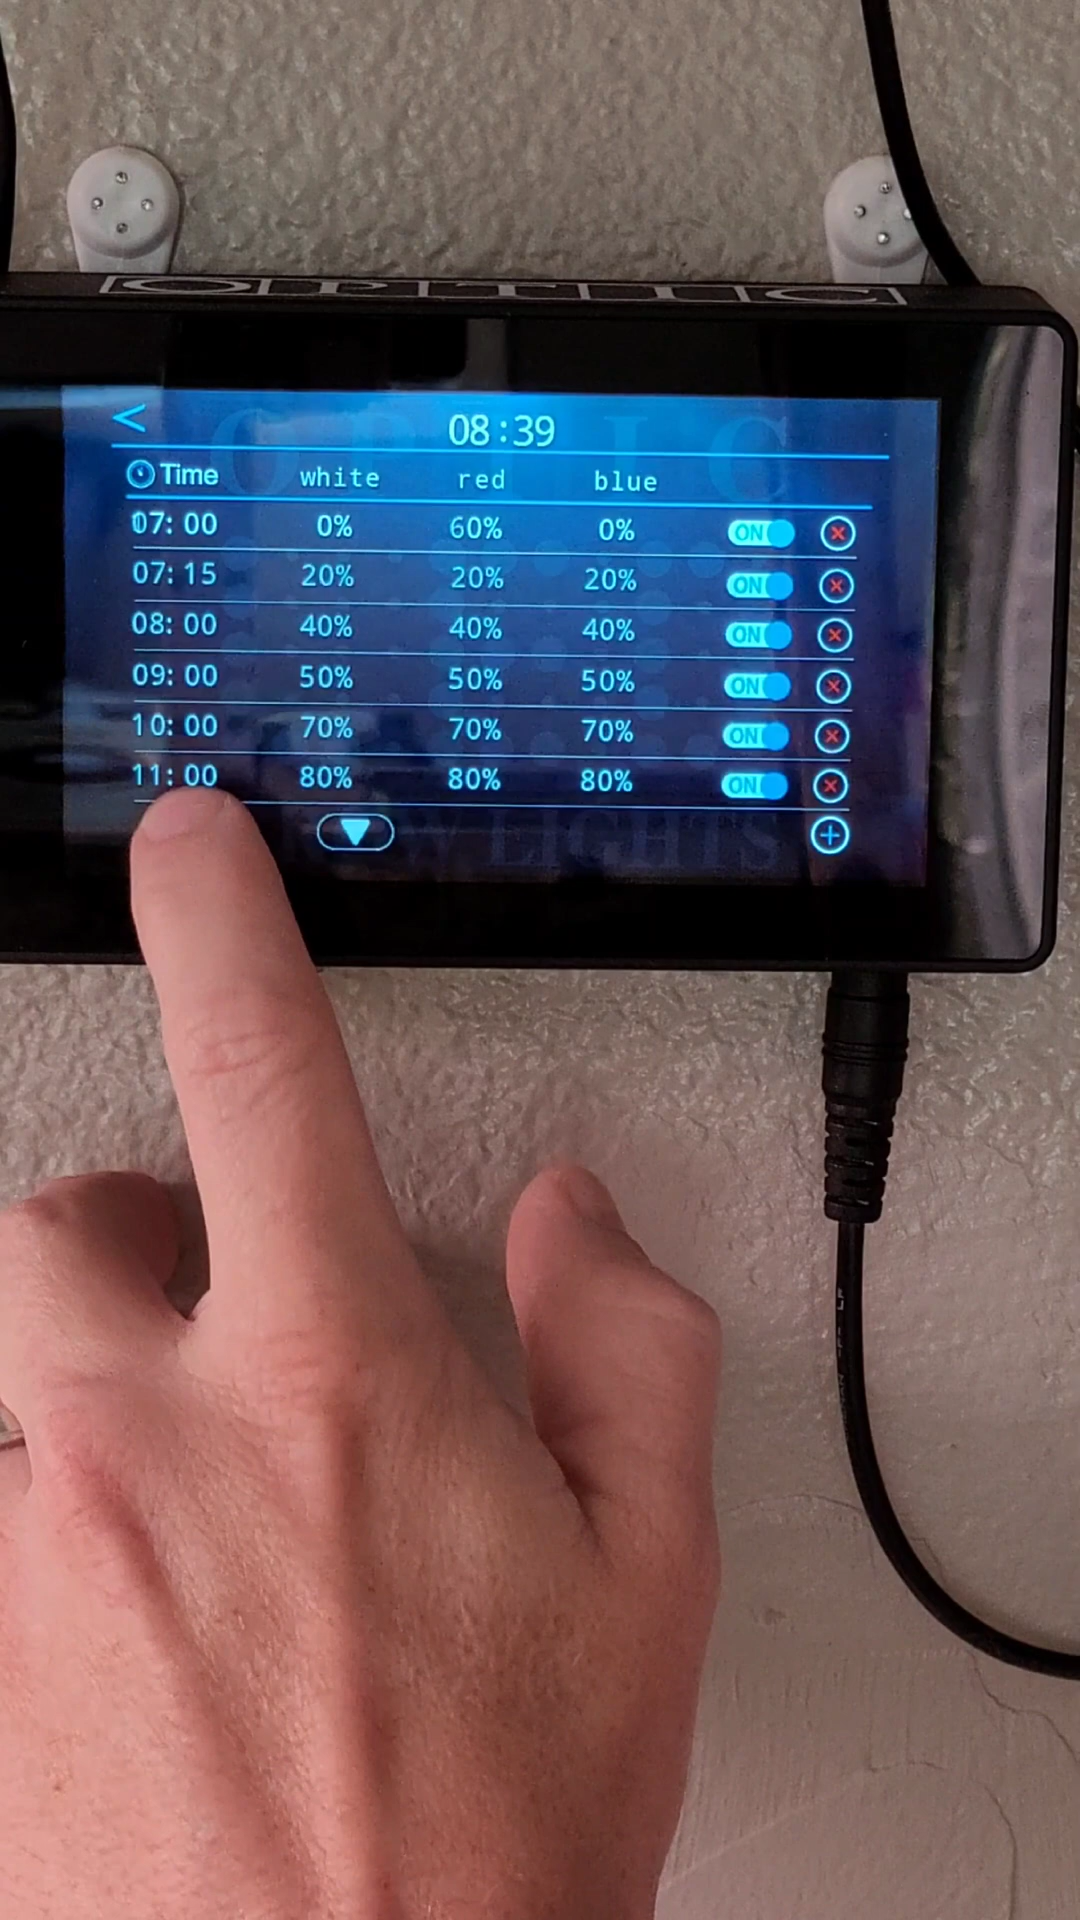 OPTIC
<
08:39
Time white red blue
07: 00 0% 60% 0% ON
07: 15 20% 20% 20% ON
08: 00 40% 40% 40% ON
09: 00 50% 50% 50% ON
10: 00 70% 70% 70% ON
11: 00 80% 80% 80% ON
LIGHTS